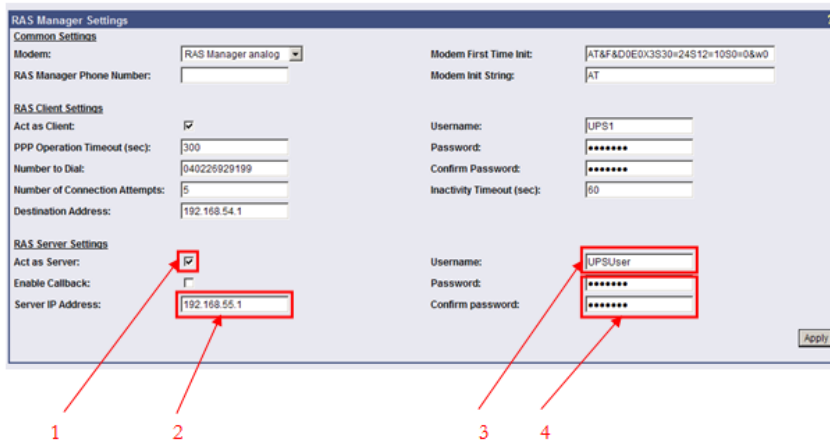 RAS Manager Settings
Common Settings
Modem: RAS Manager analog Modem First Time Init: AT&F&D0E0X3S30=24S12=10S0=0&w0
RAS Manager Phone Number: Modem Init String: AT
RAS Client Settings
Act as Client: Username: UPS1
PPP Operation Timeout (sec): 300 Password: •••••••
Number to Dial: 040226929199 Confirm Password: •••••••
Number of Connection Attempts: 5 Inactivity Timeout (sec): 60
Destination Address: 192.168.54.1
RAS Server Settings
Act as Server: Username: UPSUser
Enable Callback: Password: •••••••
Server IP Address: 192.168.55.1 Confirm password: •••••••
Apply
1 2 3 4